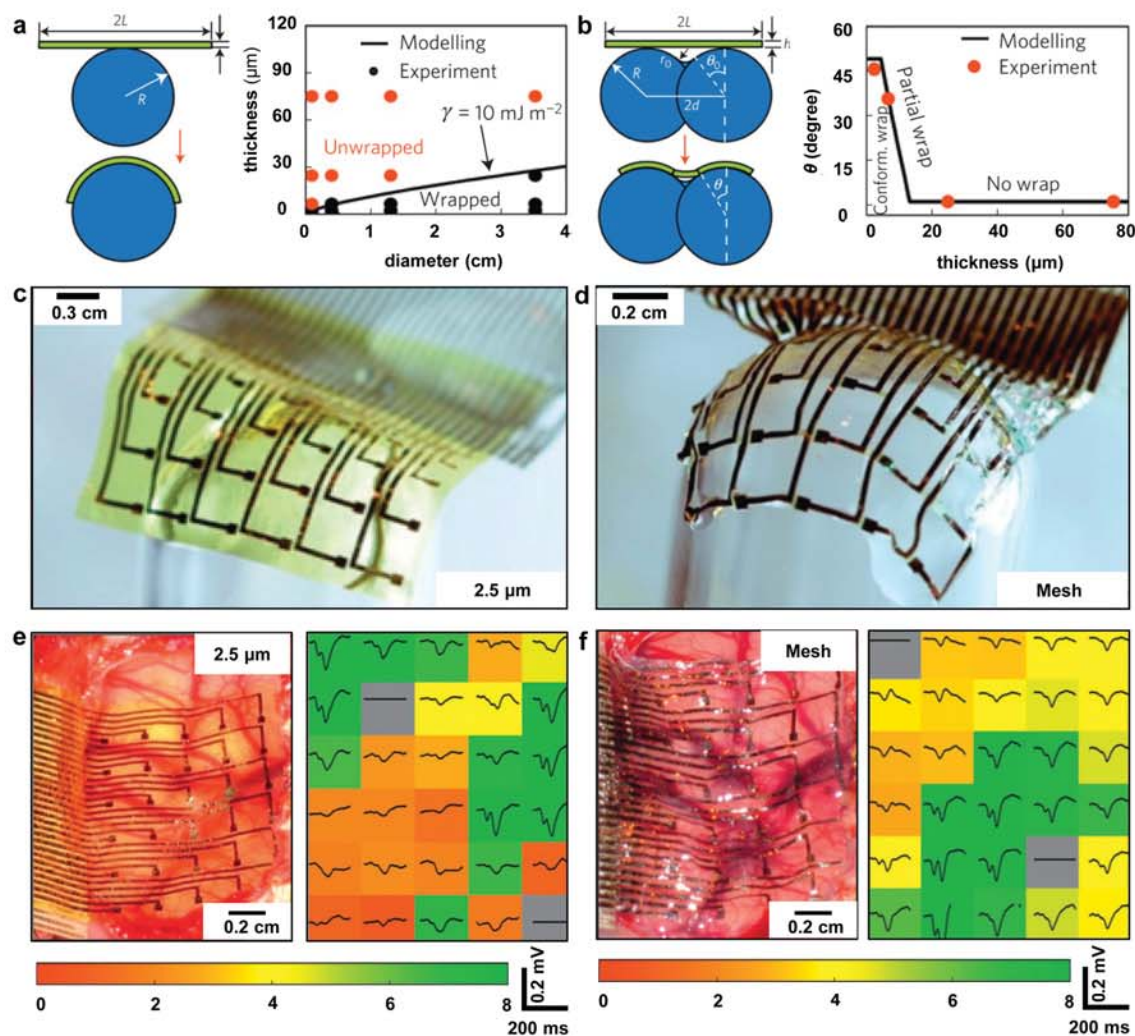 a
2L
R
thickness (µm)
120
90
60
30
0
Modelling
Experiment
γ = 10 mJ m⁻²
Unwrapped
Wrapped
0 1 2 3 4
diameter (cm)
b
2L
h
r₀
θ₀
R
2d
θ
θ (degree)
45
30
15
0
Modelling
Experiment
Conform. wrap
Partial wrap
No wrap
0 20 40 60 80
thickness (µm)
c
0.3 cm
2.5 µm
d
0.2 cm
Mesh
e
2.5 µm
0.2 cm
0 2 4 6 8
0.2 mV
200 ms
f
Mesh
0.2 cm
0 2 4 6 8
0.2 mV
200 ms